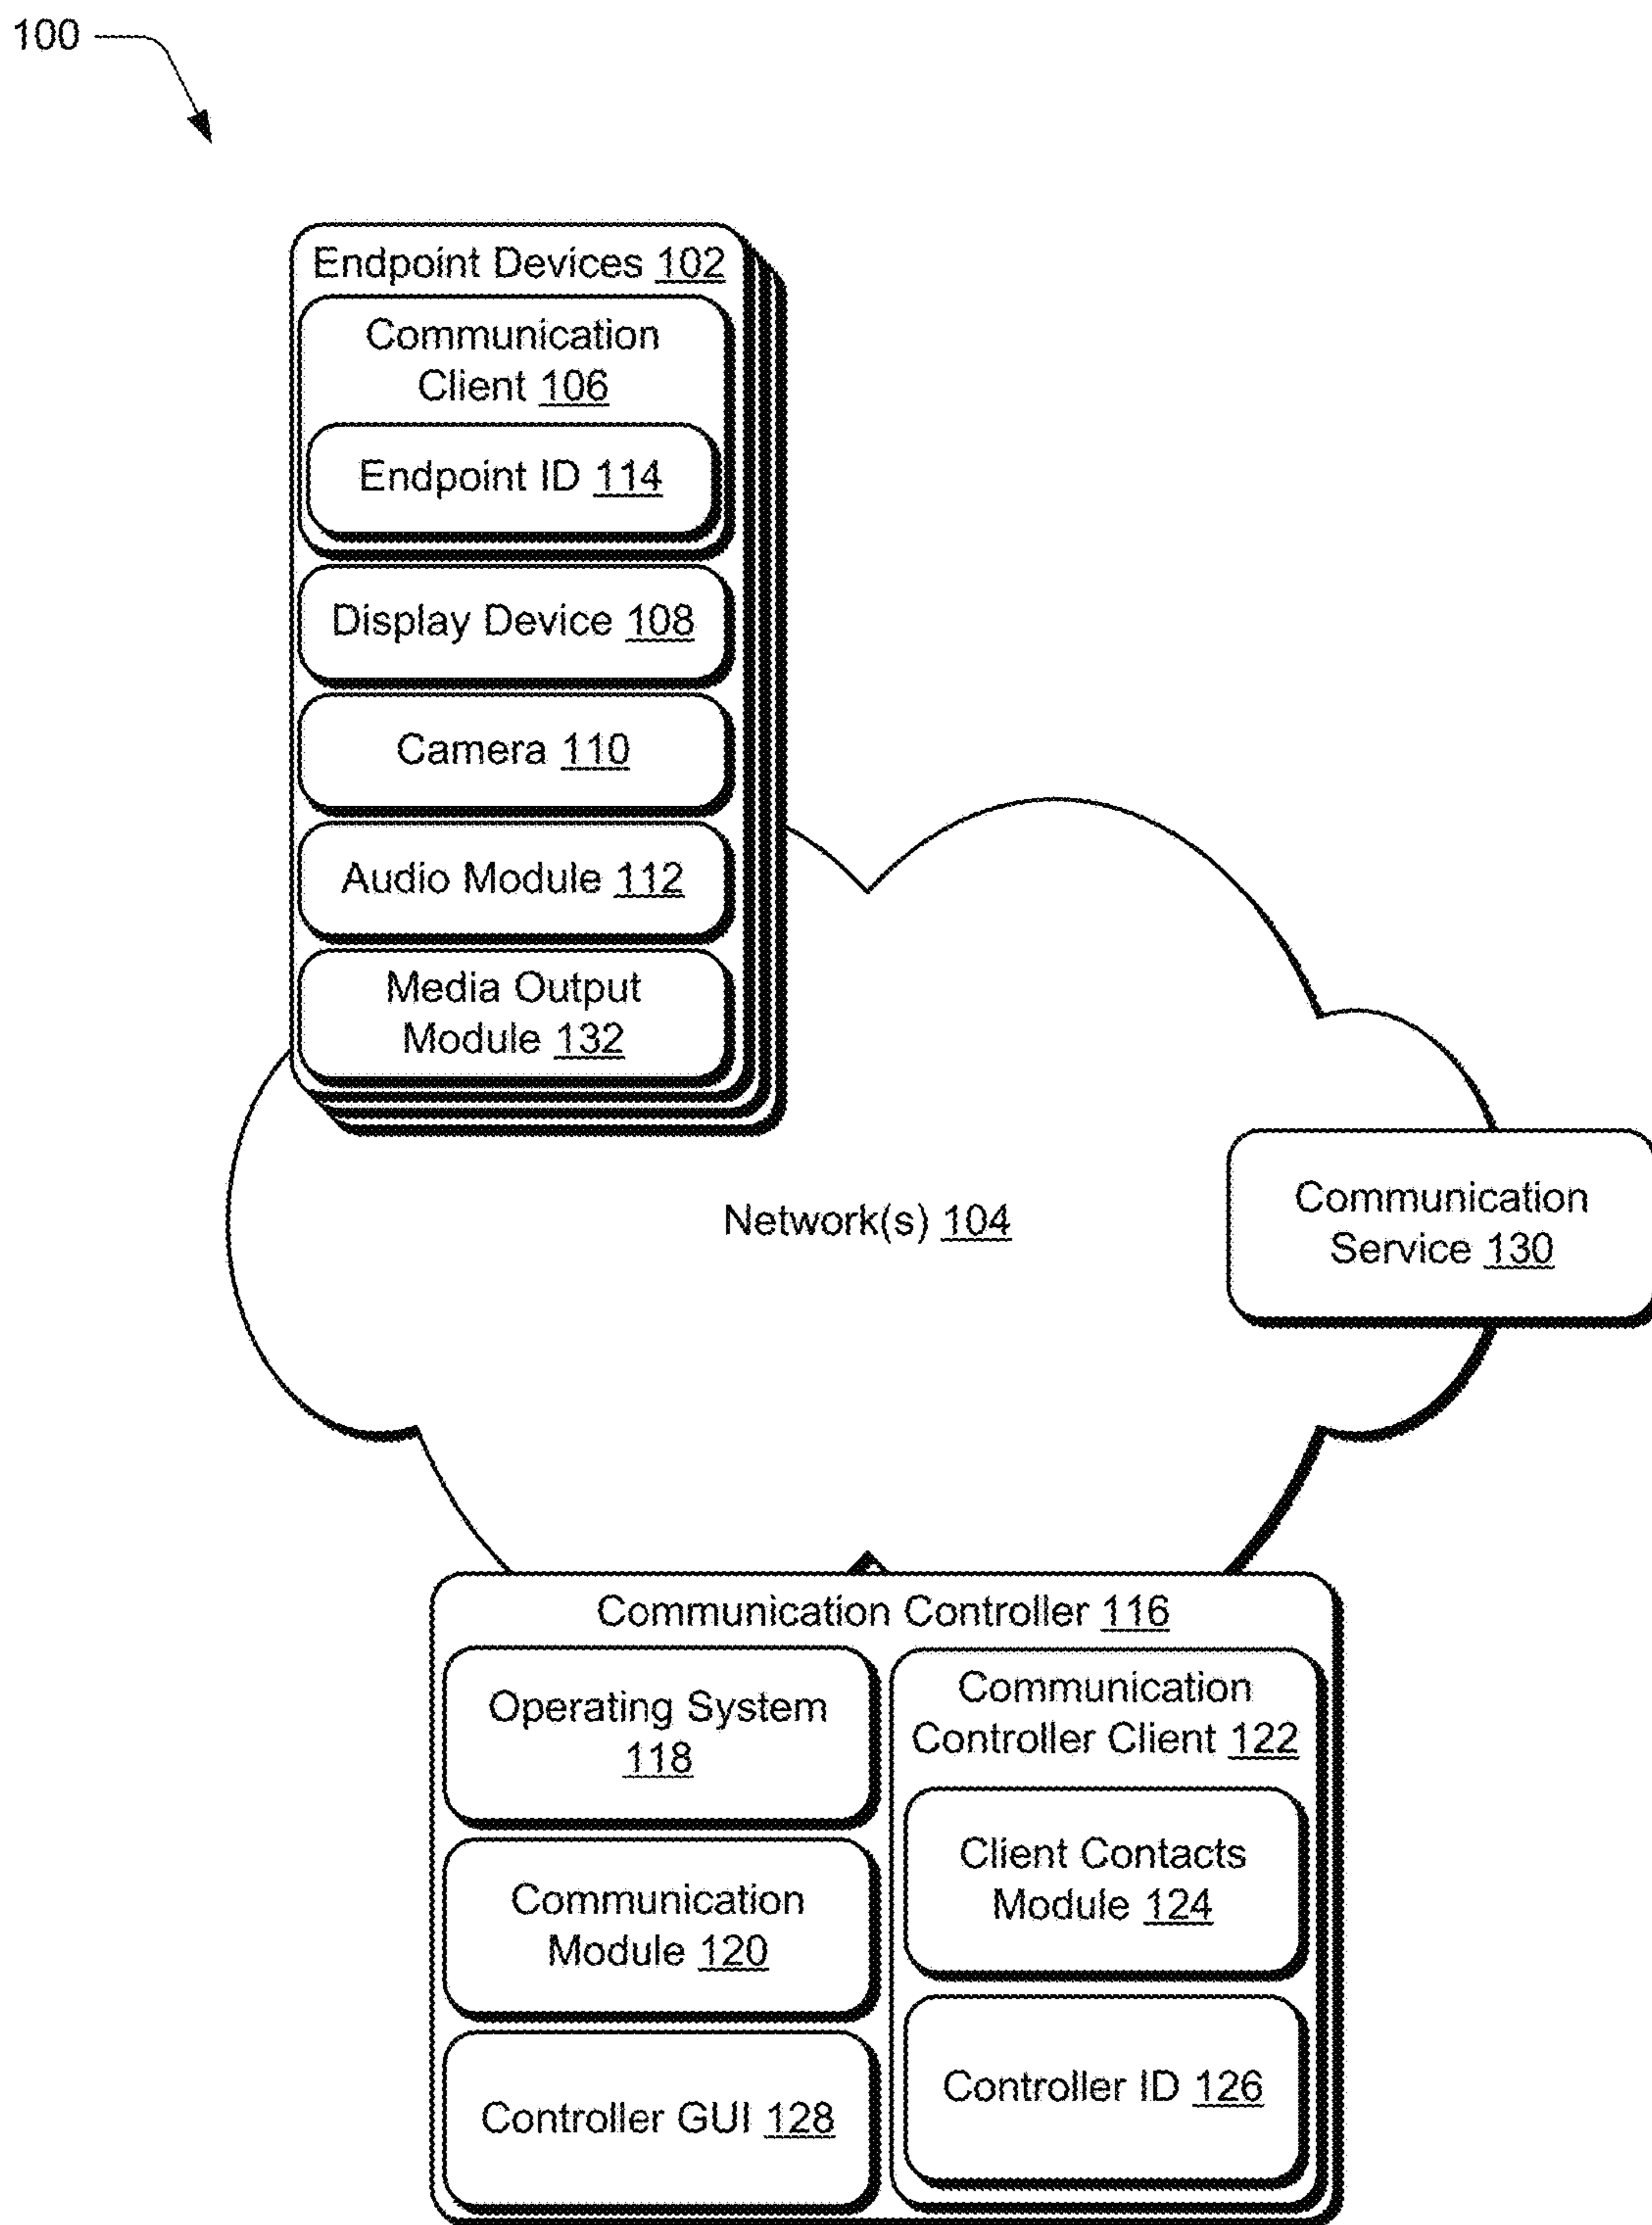 100
Endpoint Devices 102
Communication
Client 106
Endpoint ID 114
Display Device 108
Camera 110
Audio Module 112
Media Output
Module 132
Network(s) 104
Communication
Service 130
Communication Controller 116
Operating System
118
Communication
Module 120
Controller GUI 128
Communication
Controller Client 122
Client Contacts
Module 124
Controller ID 126